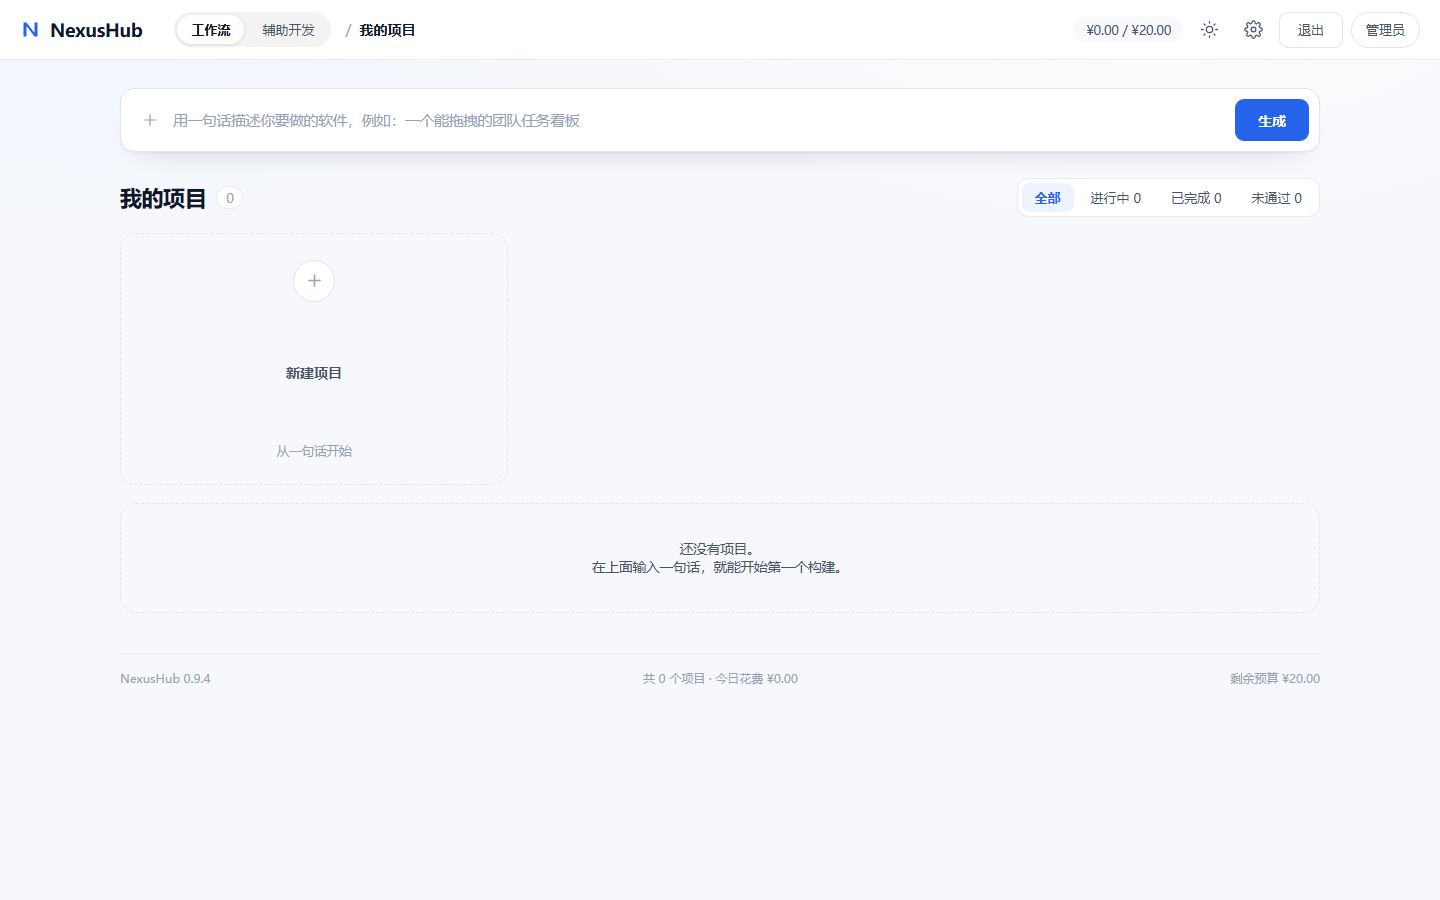 NexusHub
工作流
辅助开发
/ 我的项目
¥0.00 / ¥20.00
退出
管理员
用一句话描述你要做的软件，例如：一个能拖拽的团队任务看板
生成
我的项目 0
全部
进行中 0
已完成 0
未通过 0
新建项目
从一句话开始
还没有项目。
在上面输入一句话，就能开始第一个构建。
NexusHub 0.9.4
共 0 个项目 · 今日花费 ¥0.00
剩余预算 ¥20.00